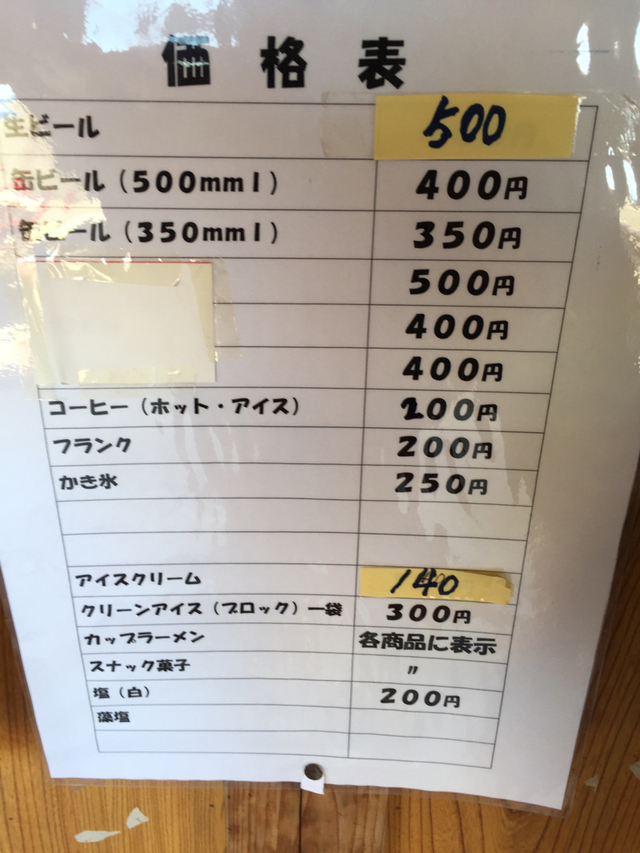 価格表
生ビール 500
缶ビール（500mml） 400円
缶ビール（350mml） 350円
500円
400円
400円
コーヒー（ホット・アイス） 200円
フランク 200円
かき氷 250円
アイスクリーム 140
クリーンアイス（ブロック）一袋 300円
カップラーメン 各商品に表示
スナック菓子 〃
塩（白） 200円
藻塩